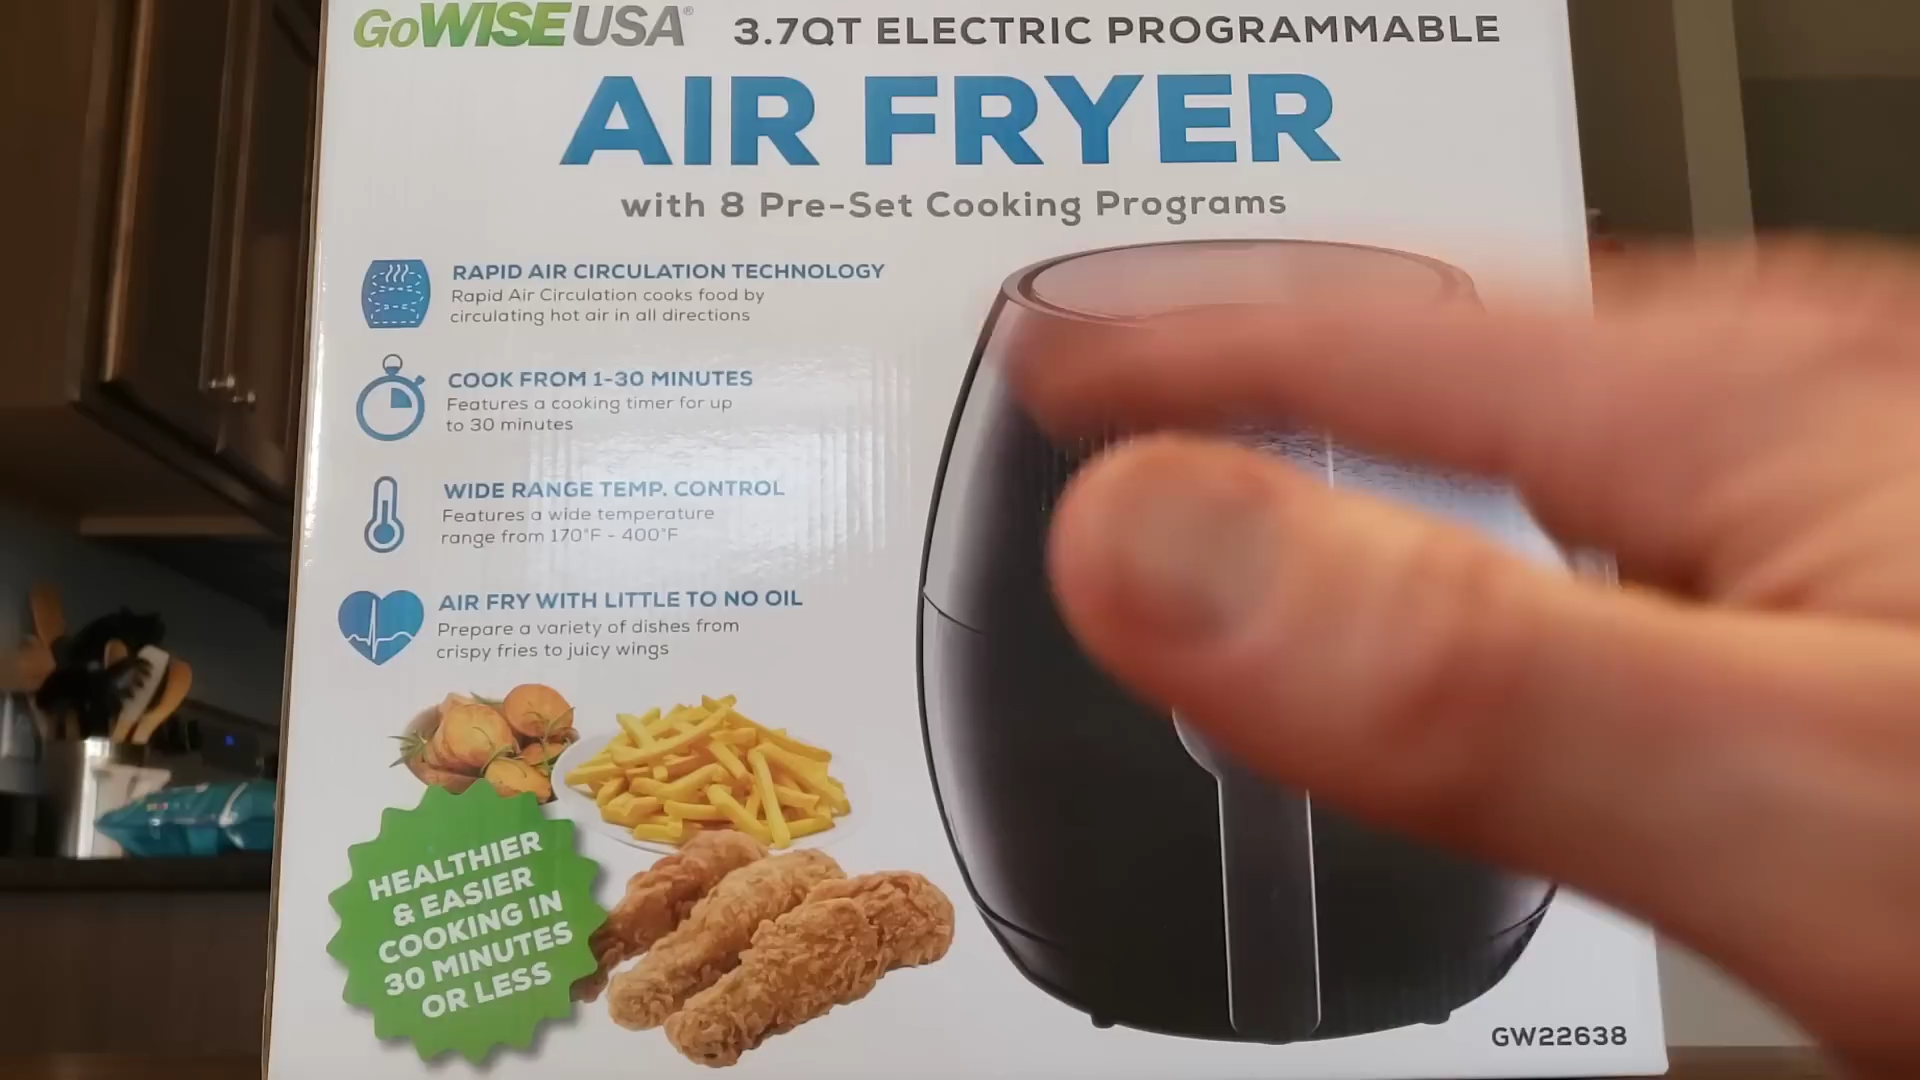 GoWISE USA®
3.7QT ELECTRIC PROGRAMMABLE
AIR FRYER
with 8 Pre-Set Cooking Programs
RAPID AIR CIRCULATION TECHNOLOGY
Rapid Air Circulation cooks food by
circulating hot air in all directions
COOK FROM 1-30 MINUTES
Features a cooking timer for up
to 30 minutes
WIDE RANGE TEMP. CONTROL
Features a wide temperature
range from 170°F - 400°F
AIR FRY WITH LITTLE TO NO OIL
Prepare a variety of dishes from
crispy fries to juicy wings
HEALTHIER
& EASIER
COOKING IN
30 MINUTES
OR LESS
GW22638